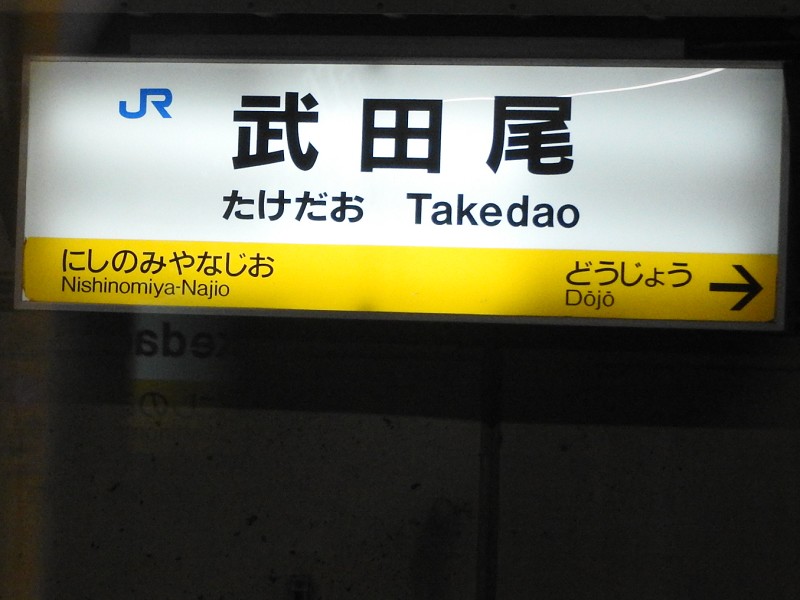 JR 武田尾
たけだお Takedao
にしのみやなじお どうじょう →
Nishinomiya-Najio Dōjō